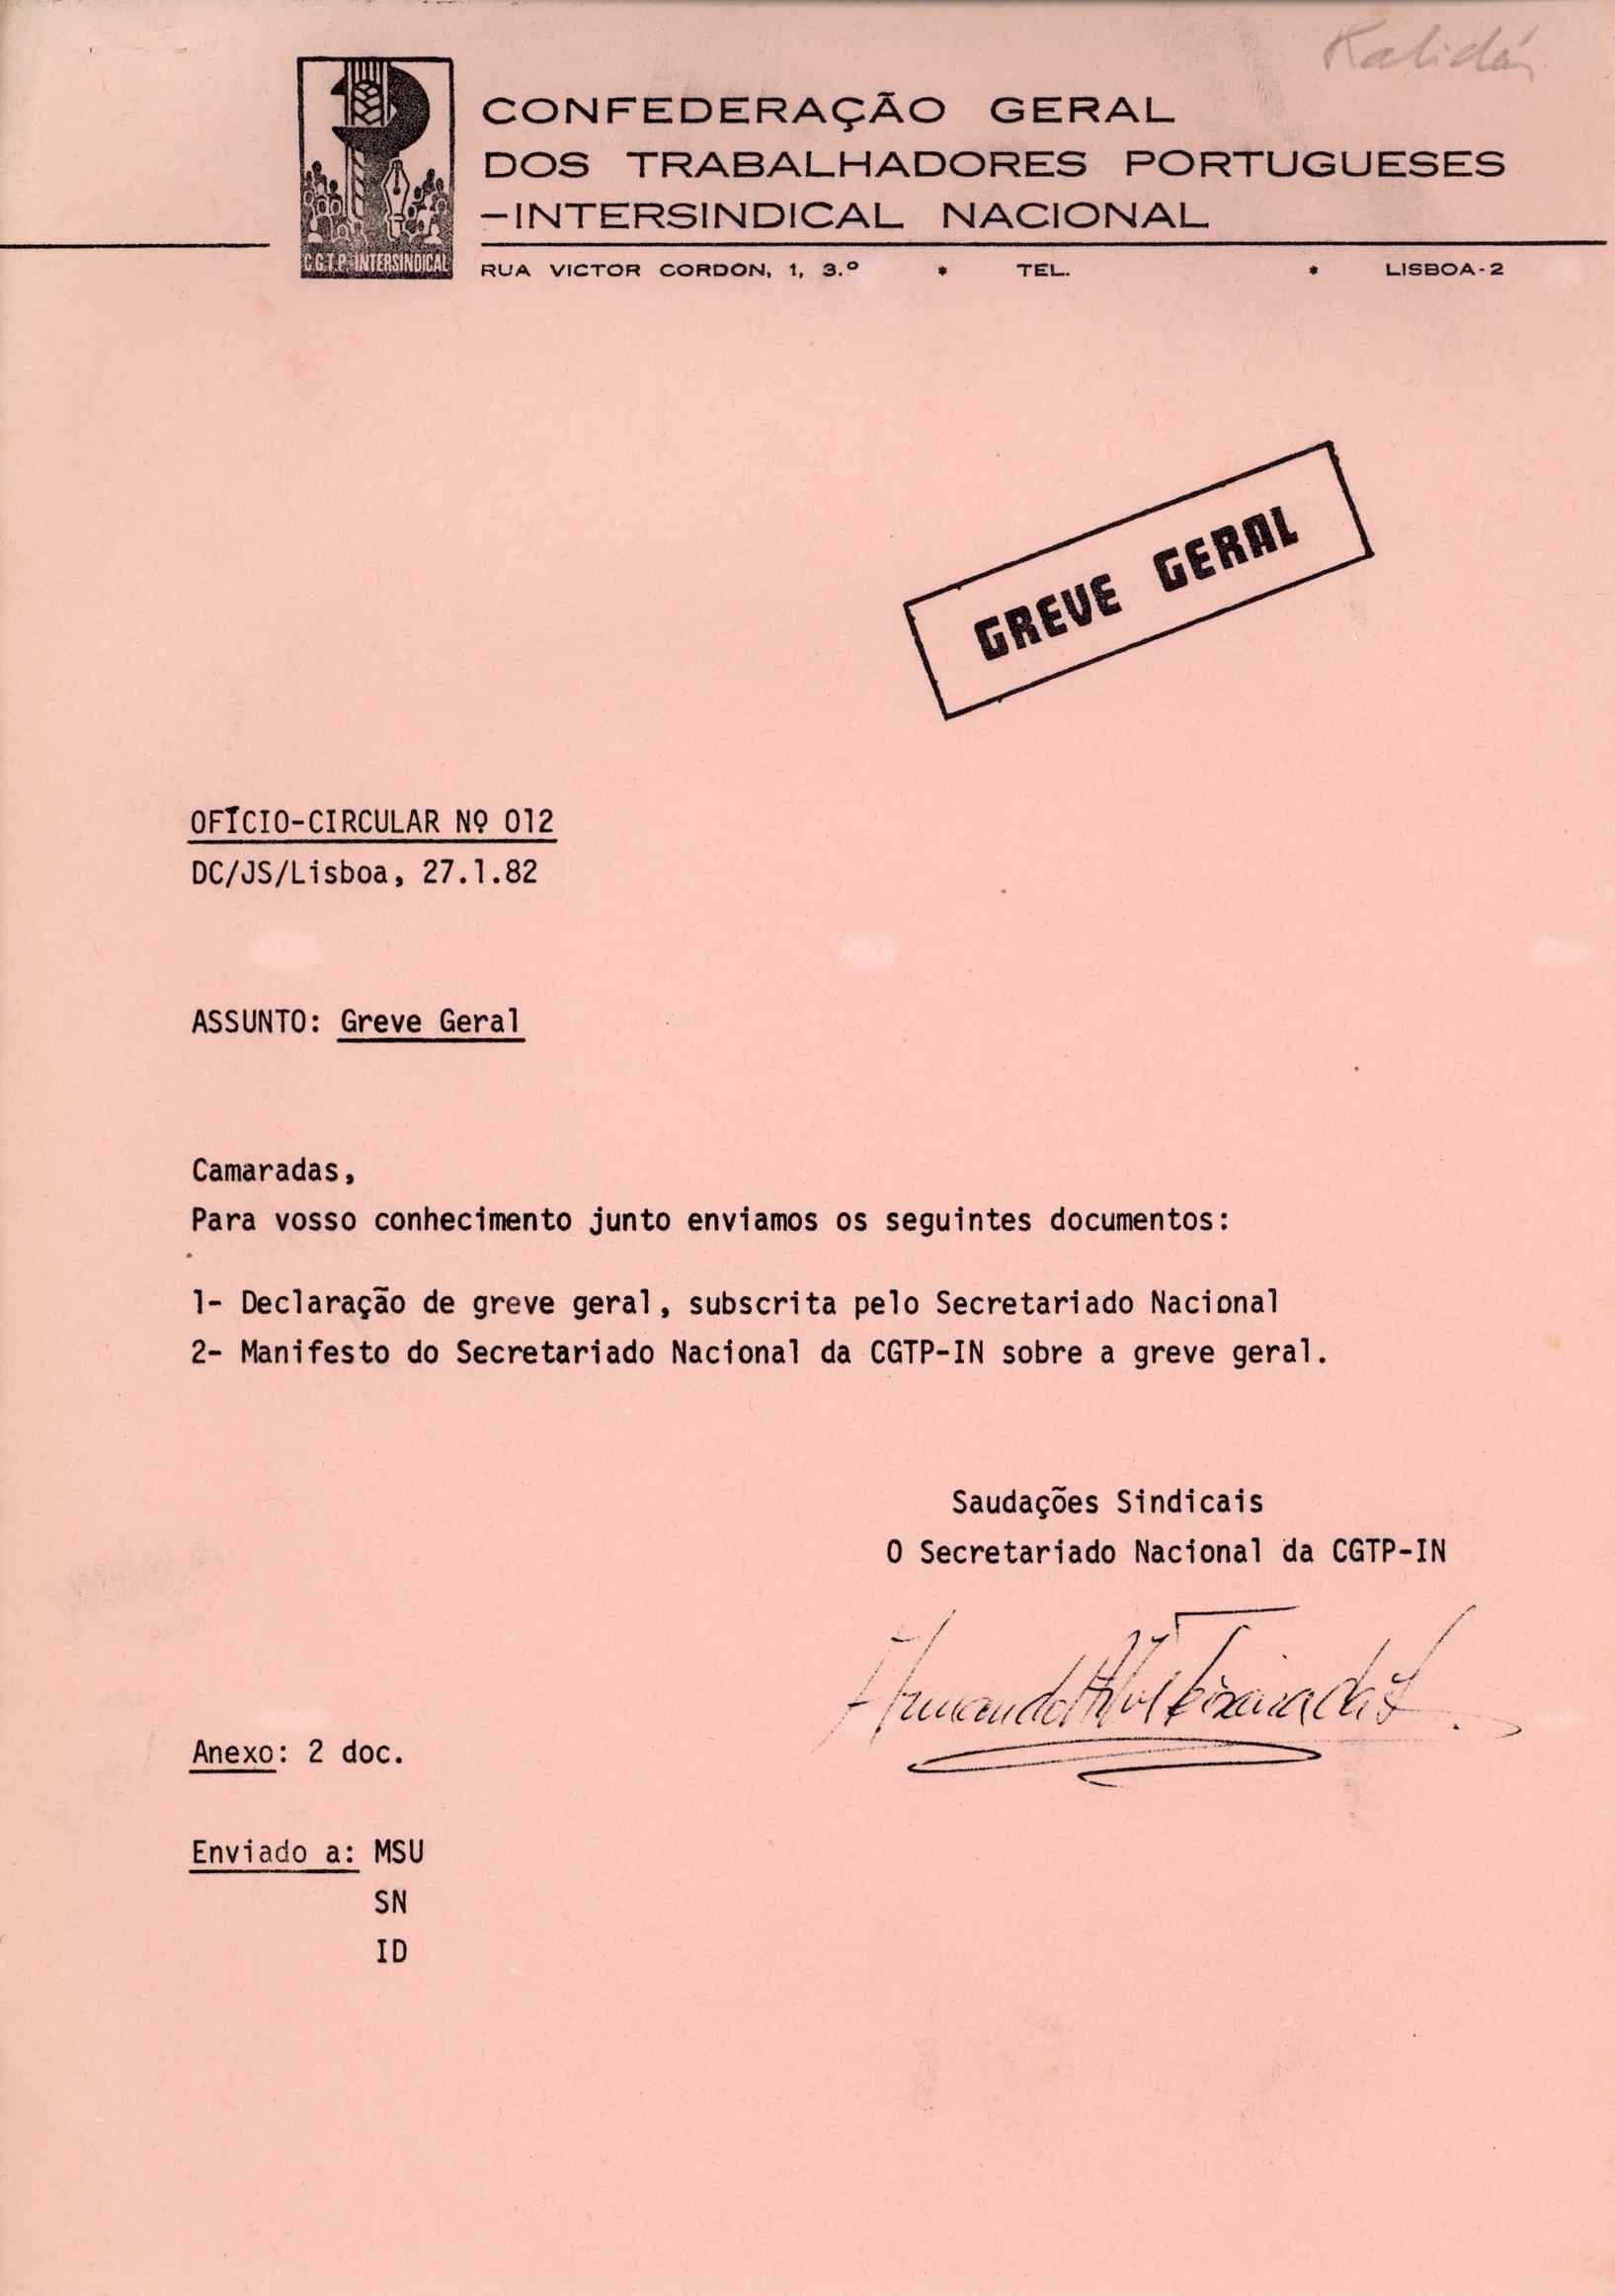 CONFEDERAÇÃO GERAL
DOS TRABALHADORES PORTUGUESES
-INTERSINDICAL NACIONAL
C.G.T.P.-INTERSINDICAL
RUA VICTOR CORDON, 1, 3.º * TEL. * LISBOA-2
GREVE GERAL
OFÍCIO-CIRCULAR Nº 012
DC/JS/Lisboa, 27.1.82
ASSUNTO: Greve Geral
Camaradas,
Para vosso conhecimento junto enviamos os seguintes documentos:
1- Declaração de greve geral, subscrita pelo Secretariado Nacional
2- Manifesto do Secretariado Nacional da CGTP-IN sobre a greve geral.
Saudações Sindicais
O Secretariado Nacional da CGTP-IN
Armando Teixeira da
Anexo: 2 doc.
Enviado a: MSU
SN
ID